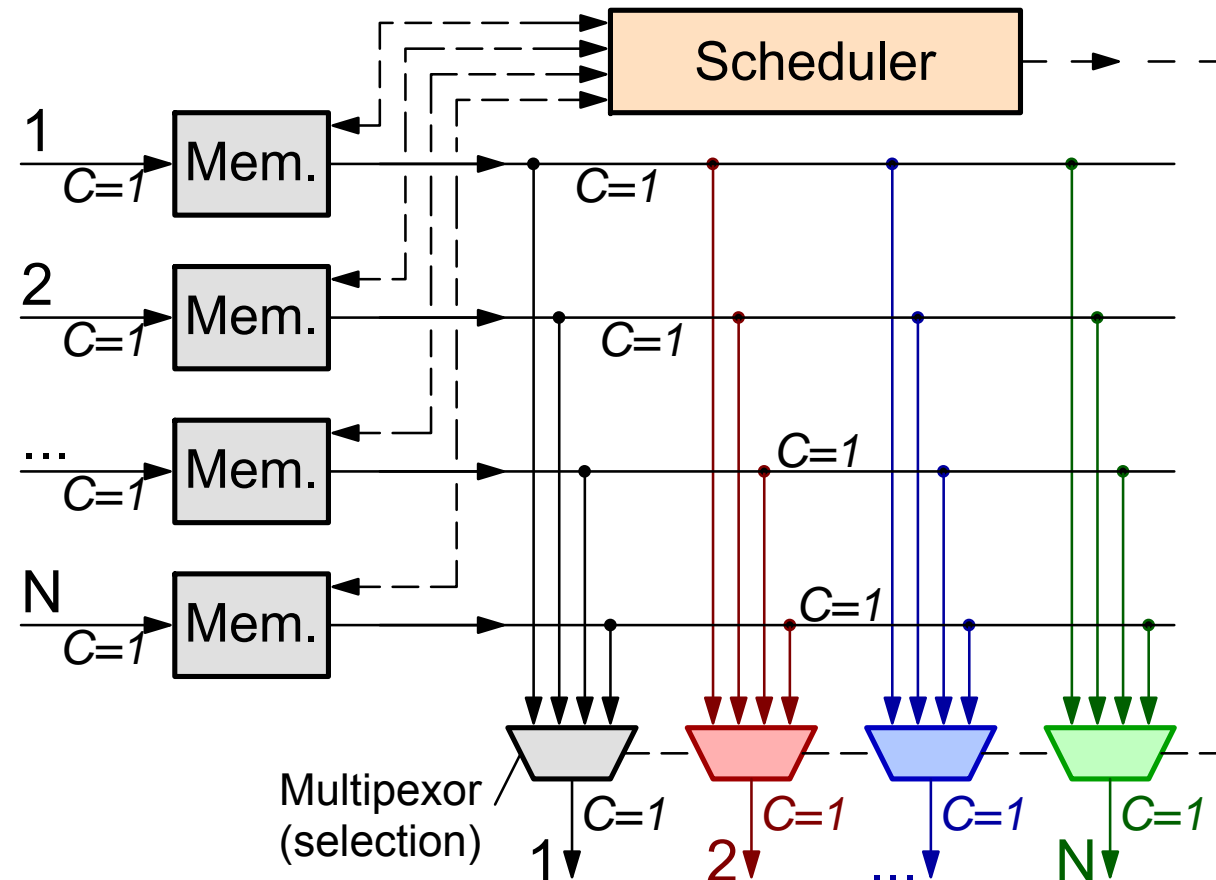 Scheduler
1
Mem.
C=1
C=1
2
Mem.
C=1
C=1
...
Mem.
C=1
C=1
N
Mem.
C=1
C=1
Multipexor
(selection)
C=1
C=1
C=1
C=1
1
2
...
N